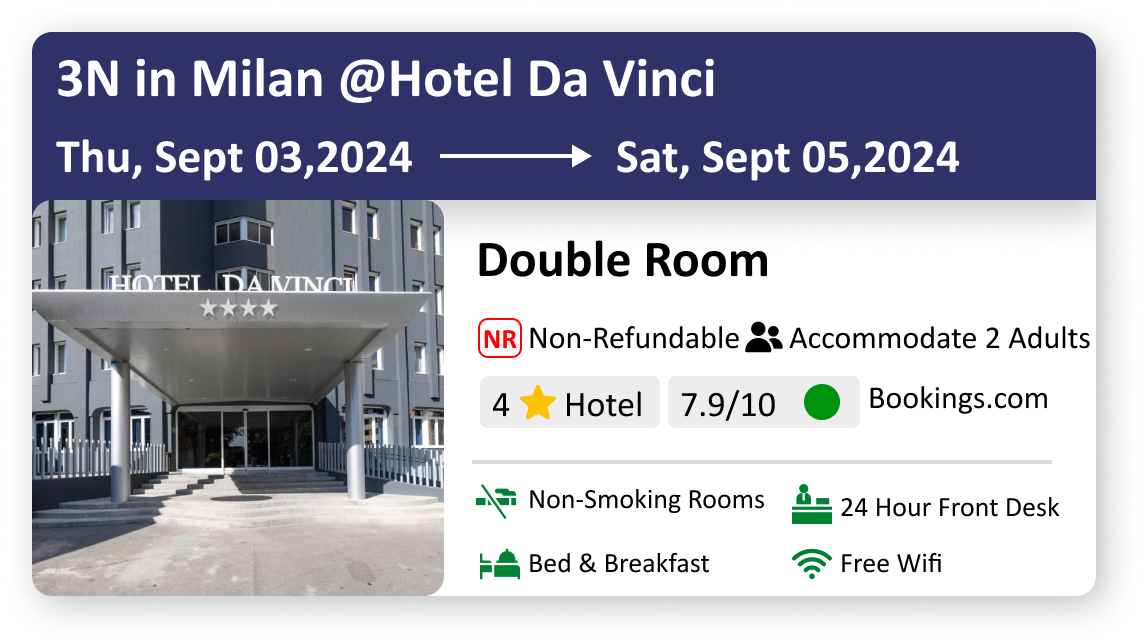 3N in Milan @Hotel Da Vinci
Thu, Sept 03,2024
Sat, Sept 05,2024
HOTEL DA VINCI
Double Room
NR Non-Refundable
Accommodate 2 Adults
4 Hotel
7.9/10
Bookings.com
Non-Smoking Rooms
24 Hour Front Desk
Bed & Breakfast
Free Wifi